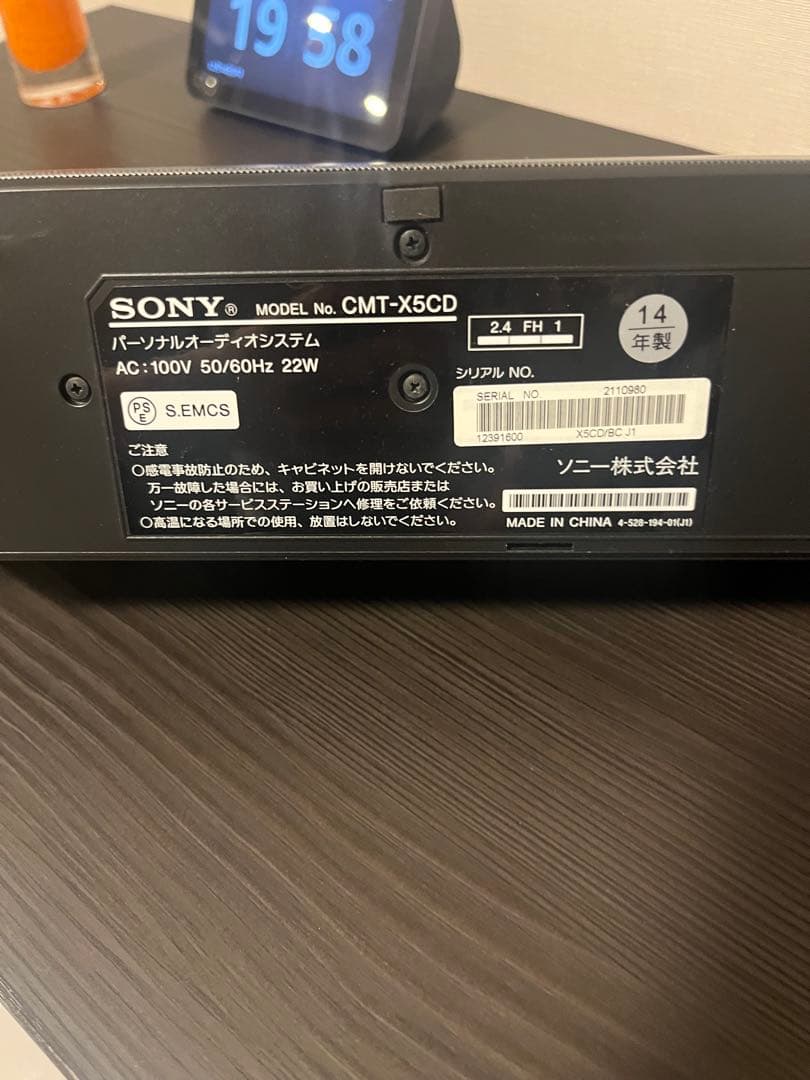 19 58
SONY® MODEL No. CMT-X5CD
パーソナルオーディオシステム
AC:100V 50/60Hz 22W
2.4 FH 1
14
年製
PS
E
S.EMCS
シリアル NO.
SERIAL NO. 2110980
12391600 X5CD/BC J1
ご注意
○感電事故防止のため、キャビネットを開けないでください。
万一故障した場合には、お買い上げの販売店または
ソニーの各サービスステーションへ修理をご依頼ください。
○高温になる場所での使用、放置はしないでください。
ソニー株式会社
MADE IN CHINA 4-528-194-01(J1)